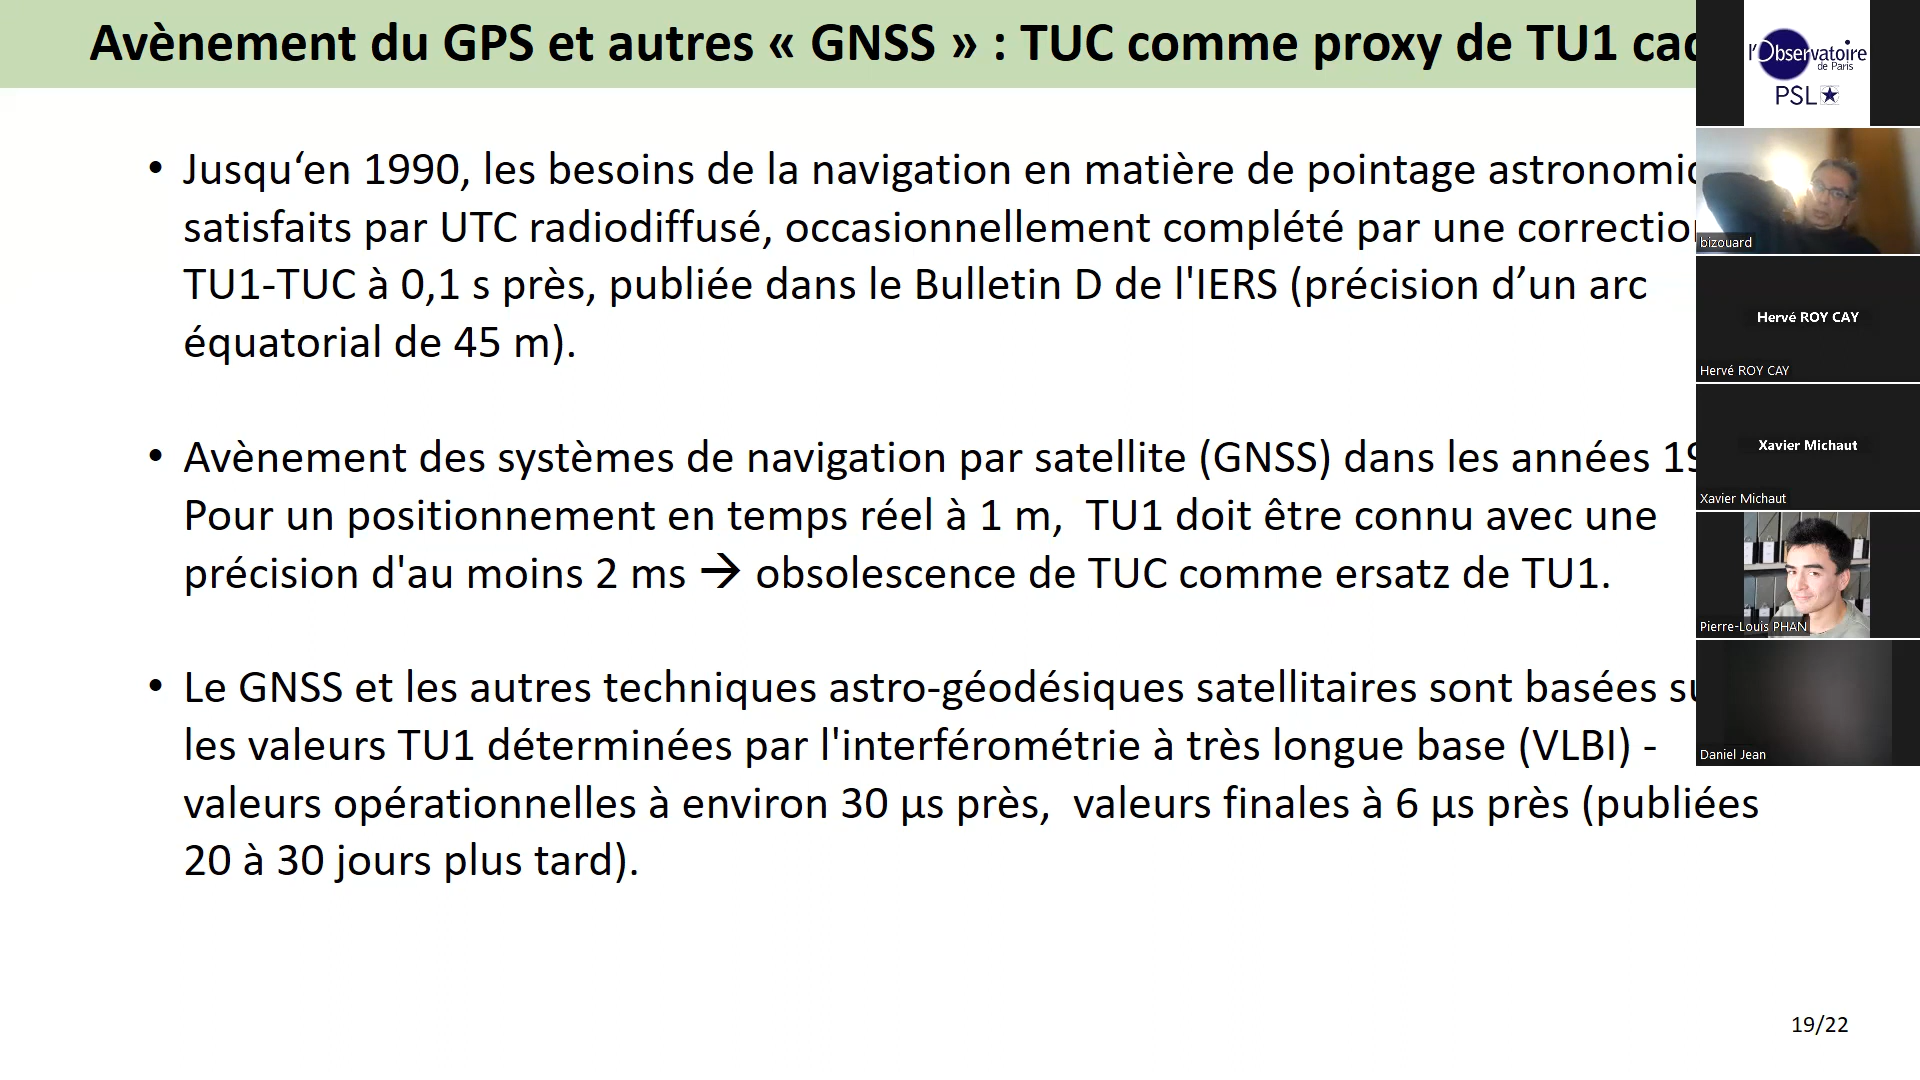 Avènement du GPS et autres « GNSS » : TUC comme proxy de TU1 cad
• Jusqu‘en 1990, les besoins de la navigation en matière de pointage astronomic
satisfaits par UTC radiodiffusé, occasionnellement complété par une correction
TU1-TUC à 0,1 s près, publiée dans le Bulletin D de l'IERS (précision d’un arc
équatorial de 45 m).
• Avènement des systèmes de navigation par satellite (GNSS) dans les années 19
Pour un positionnement en temps réel à 1 m, TU1 doit être connu avec une
précision d'au moins 2 ms → obsolescence de TUC comme ersatz de TU1.
• Le GNSS et les autres techniques astro-géodésiques satellitaires sont basées su
les valeurs TU1 déterminées par l'interférométrie à très longue base (VLBI) -
valeurs opérationnelles à environ 30 µs près, valeurs finales à 6 µs près (publiées
20 à 30 jours plus tard).
19/22
l'Observatoire
de Paris
PSL
bizouard
Hervé ROY CAY
Hervé ROY CAY
Xavier Michaut
Xavier Michaut
Pierre-Louis PHAN
Daniel Jean